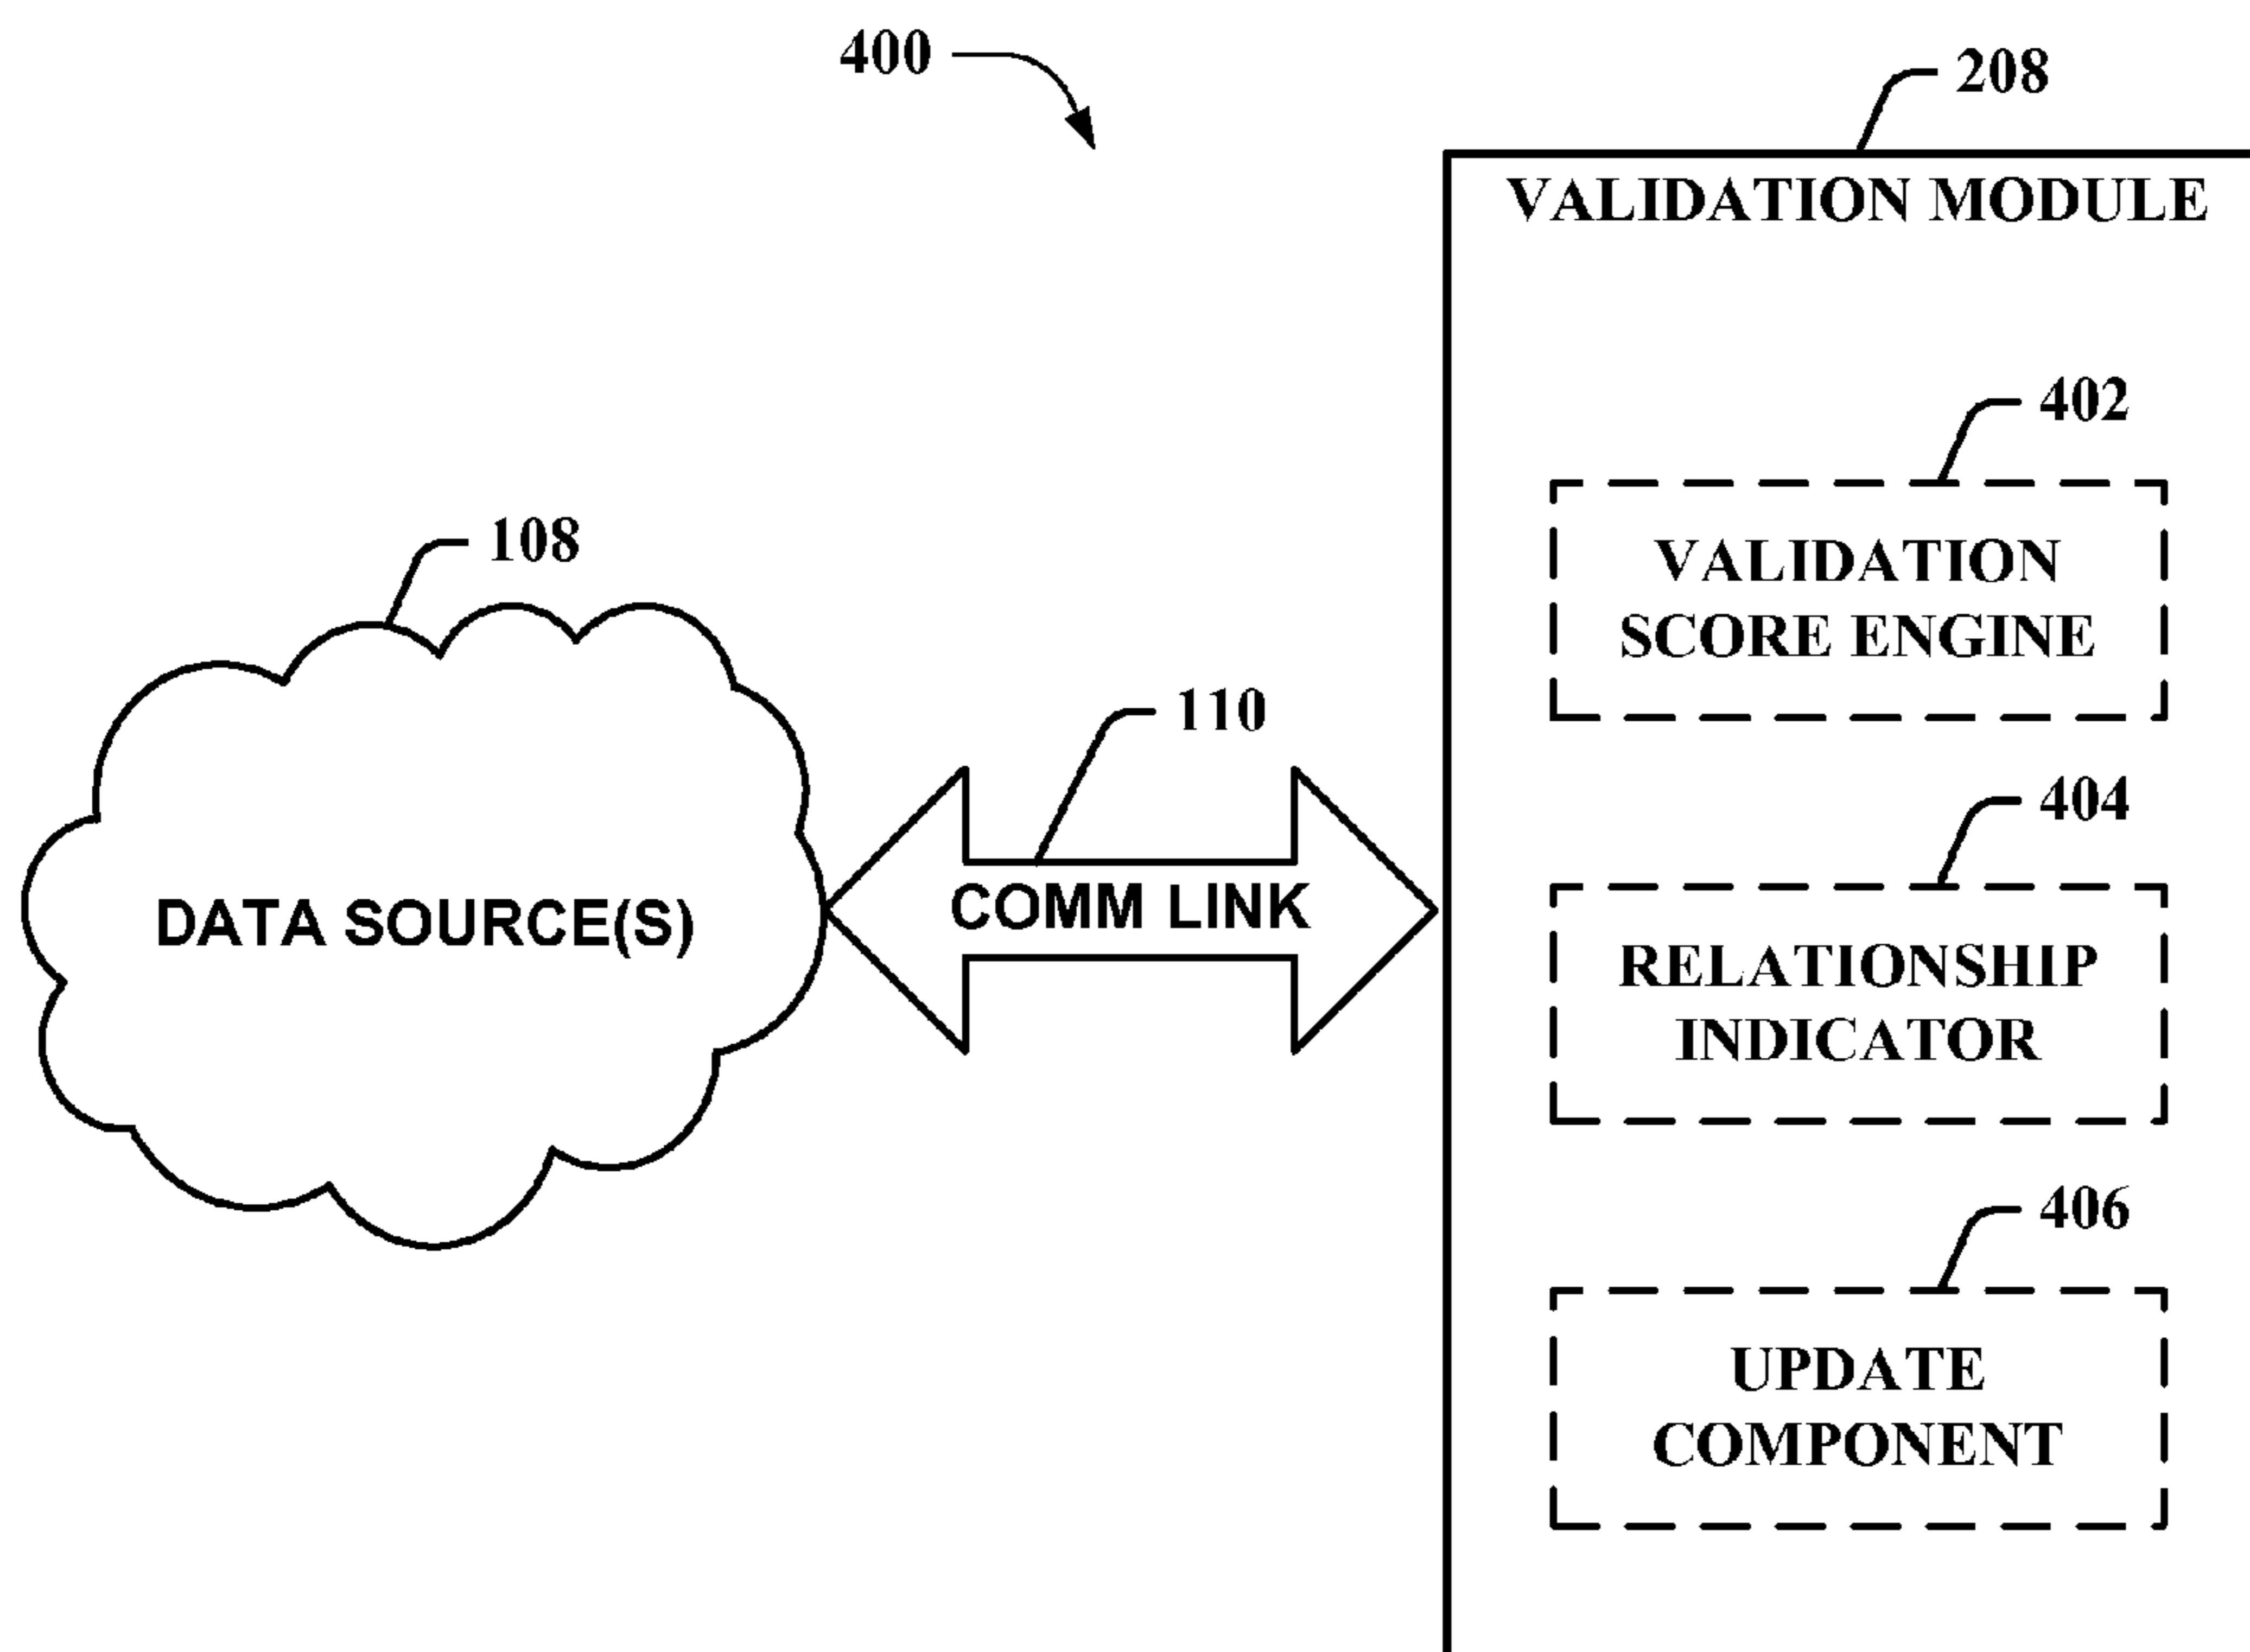 400
208
VALIDATION MODULE
402
VALIDATION
SCORE ENGINE
108
110
404
DATA SOURCE(S)
COMM LINK
RELATIONSHIP
INDICATOR
406
UPDATE
COMPONENT